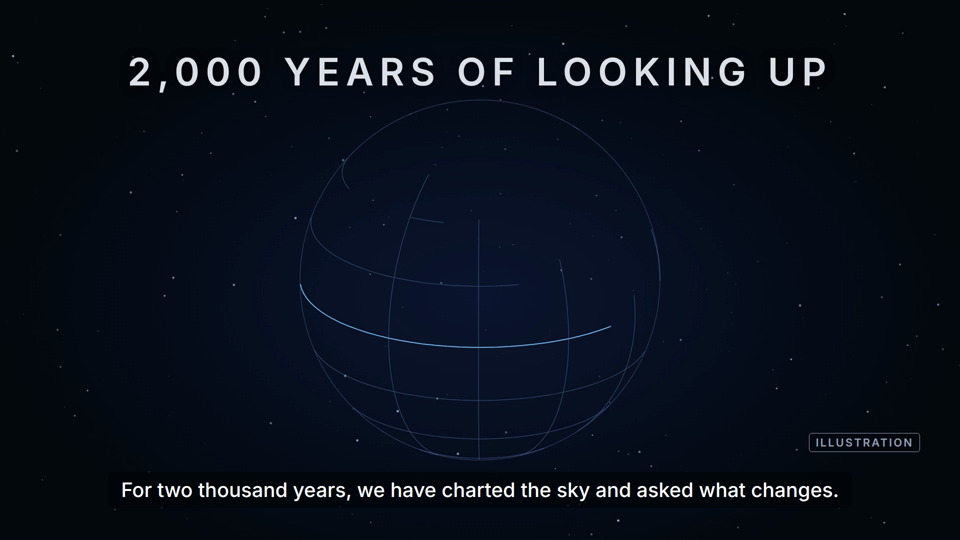 2,000 YEARS OF LOOKING UP
ILLUSTRATION
For two thousand years, we have charted the sky and asked what changes.